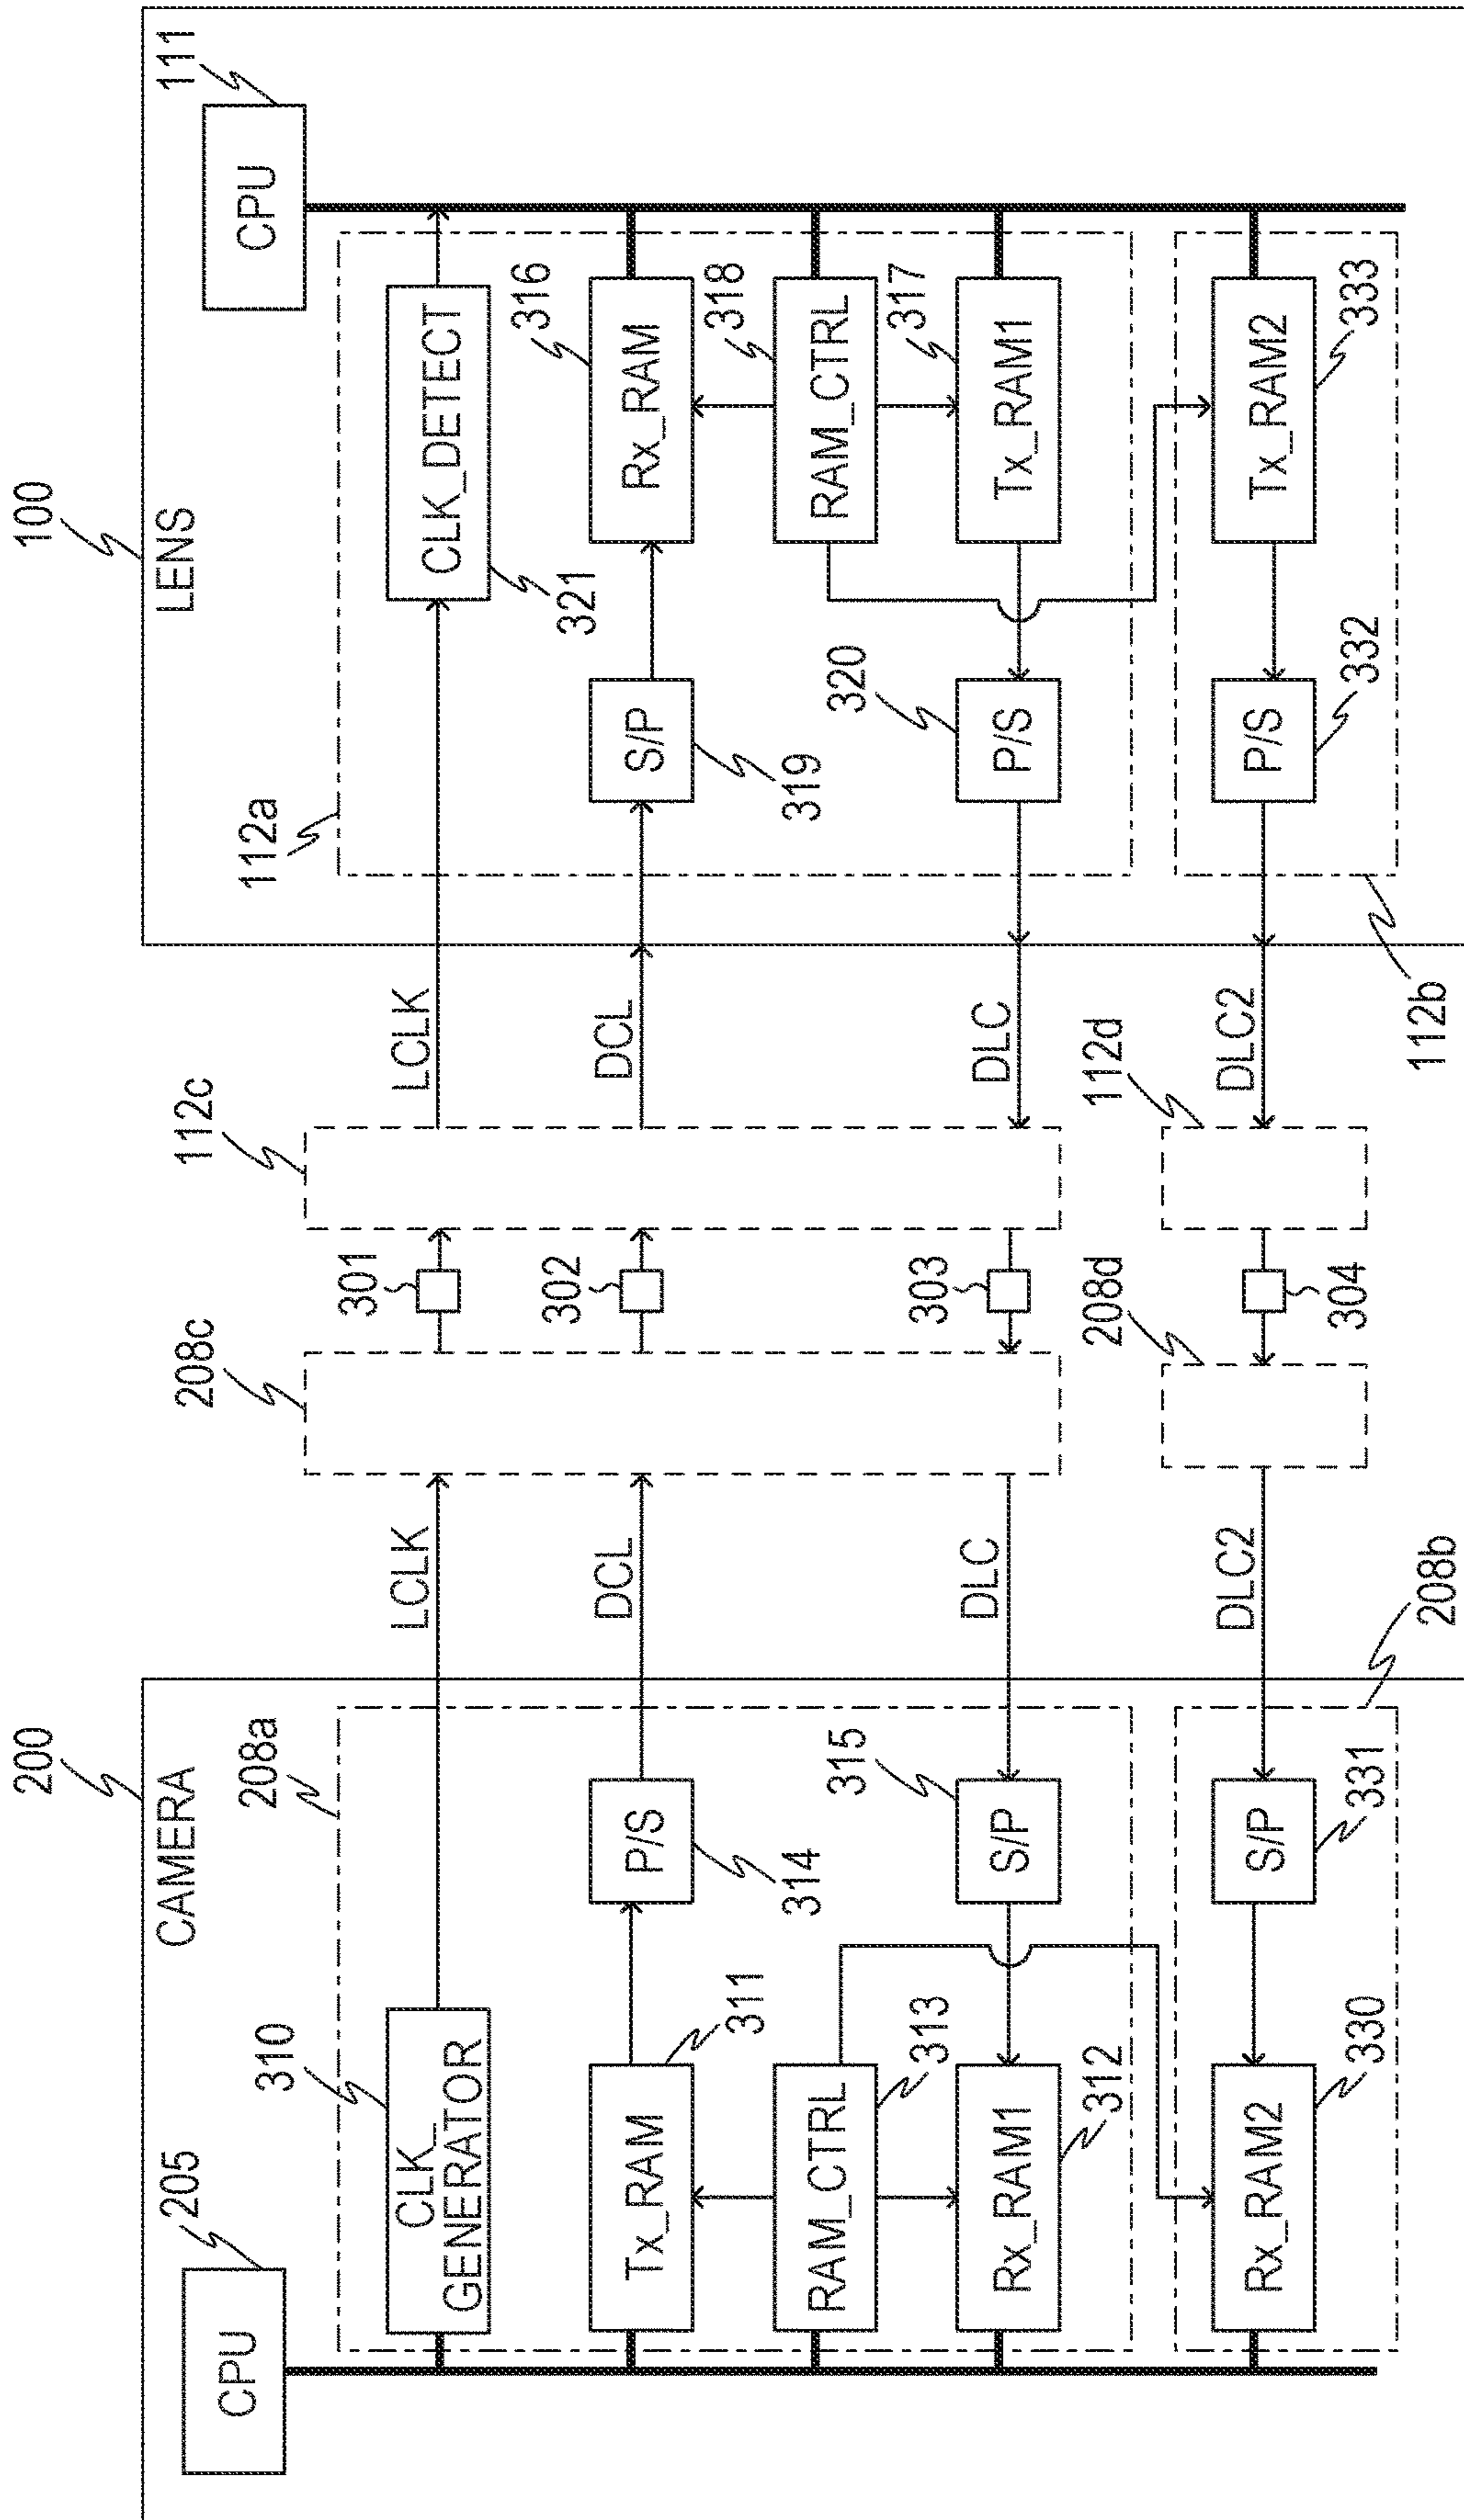 200
CAMERA
205
CPU
208a
310
CLK_
GENERATOR
LCLK
Tx_RAM
311
P/S
314
DCL
RAM_CTRL
313
Rx_RAM1
312
S/P
315
DLC
Rx_RAM2
330
S/P
331
DLC2
208b
208c
208d
301
302
303
304
112c
112d
LCLK
DCL
DLC
DLC2
100
LENS
111
CPU
112a
CLK_DETECT
321
S/P
319
Rx_RAM
316
RAM_CTRL
318
P/S
320
Tx_RAM1
317
P/S
332
Tx_RAM2
333
112b